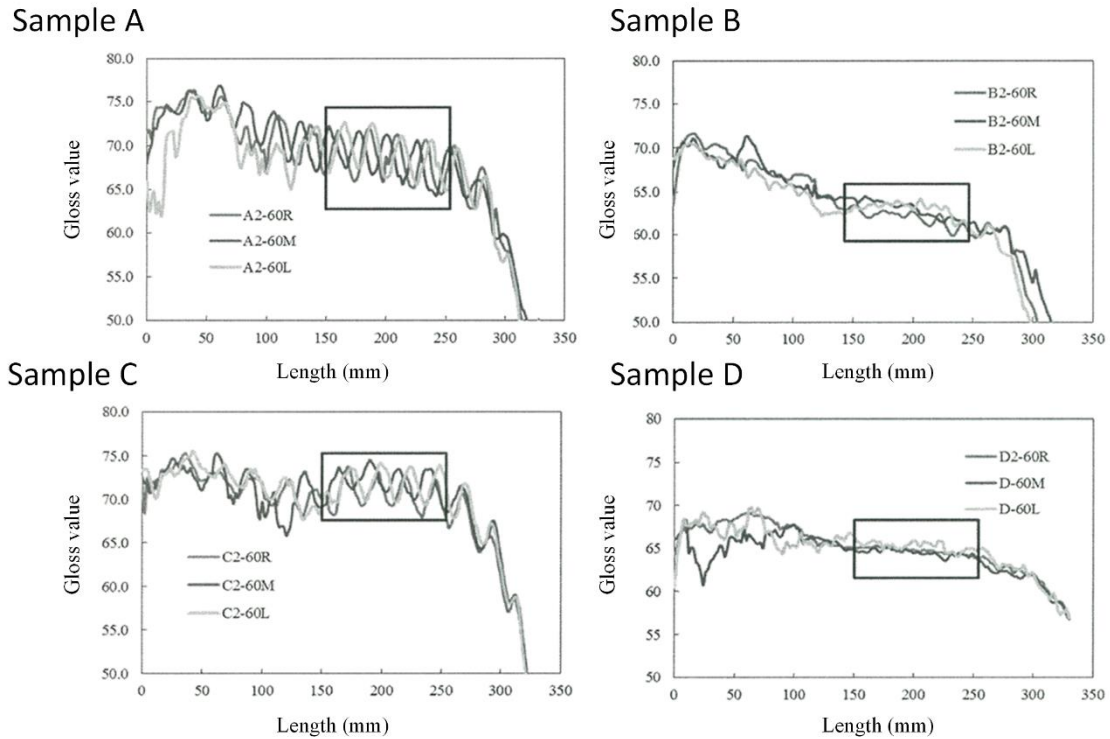 Sample A
80.0
75.0
70.0
65.0
60.0
55.0
50.0
Gloss value
A2-60R
A2-60M
A2-60L
0 50 100 150 200 250 300 350
Length (mm)
Sample B
80.0
75.0
70.0
65.0
60.0
55.0
50.0
Gloss value
B2-60R
B2-60M
B2-60L
0 50 100 150 200 250 300 350
Length (mm)
Sample C
80.0
75.0
70.0
65.0
60.0
55.0
50.0
Gloss value
C2-60R
C2-60M
C2-60L
0 50 100 150 200 250 300 350
Length (mm)
Sample D
80
75
70
65
60
55
50
Gloss value
D2-60R
D-60M
D-60L
0 50 100 150 200 250 300 350
Length (mm)